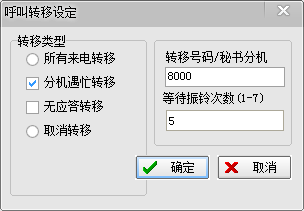 呼叫转移设定
转移类型
所有来电转移
分机遇忙转移
无应答转移
取消转移
转移号码/秘书分机
8000
等待振铃次数(1-7)
5
确定
取消